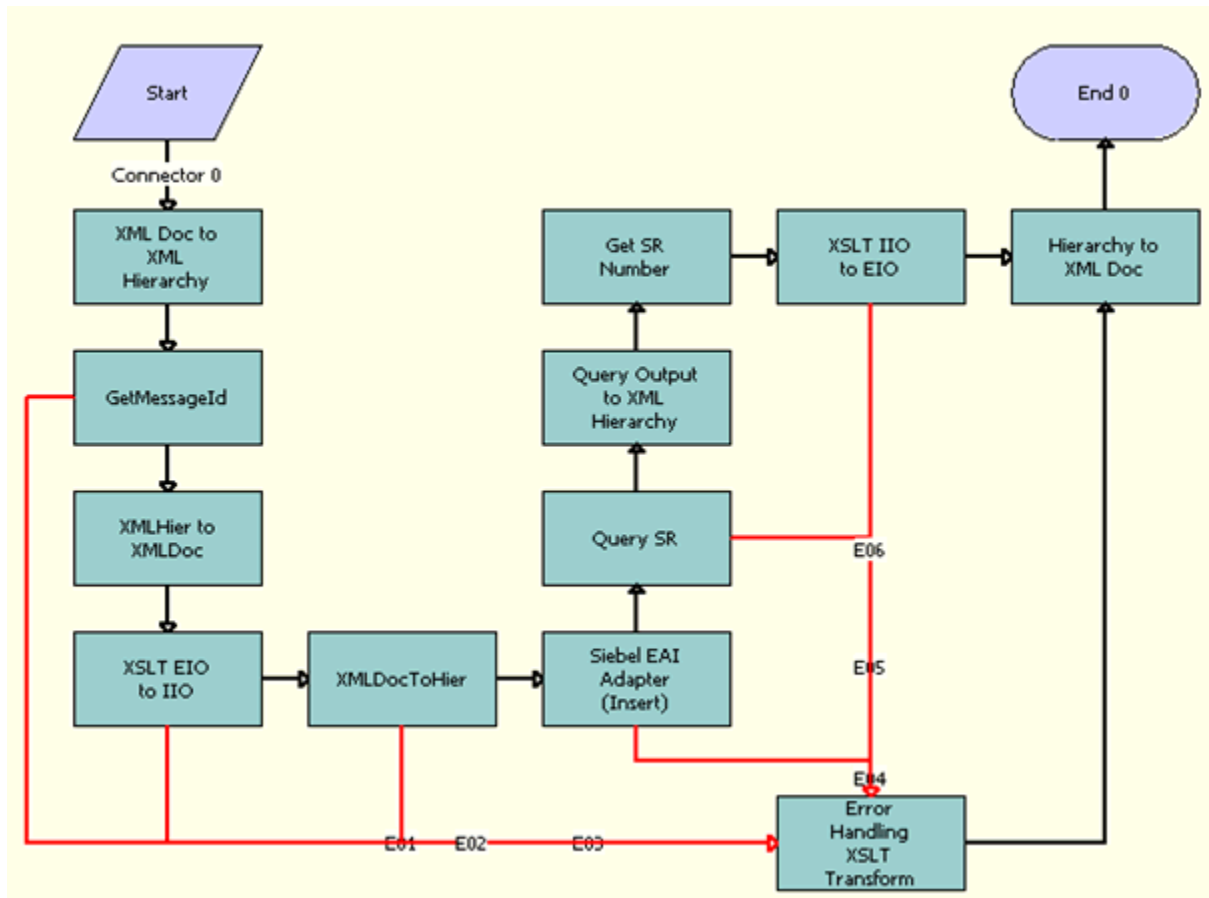 Start
End 0
Connector 0
XML Doc to
XML
Hierarchy
Get SR
Number
XSLT IIO
to EIO
Hierarchy to
XML Doc
GetMessageId
Query Output
to XML
Hierarchy
XMLHier to
XMLDoc
Query SR
E06
XSLT EIO
to IIO
XMLDocToHier
Siebel EAI
Adapter
(Insert)
E05
E04
Error
Handling
XSLT
Transform
E01
E02
E03